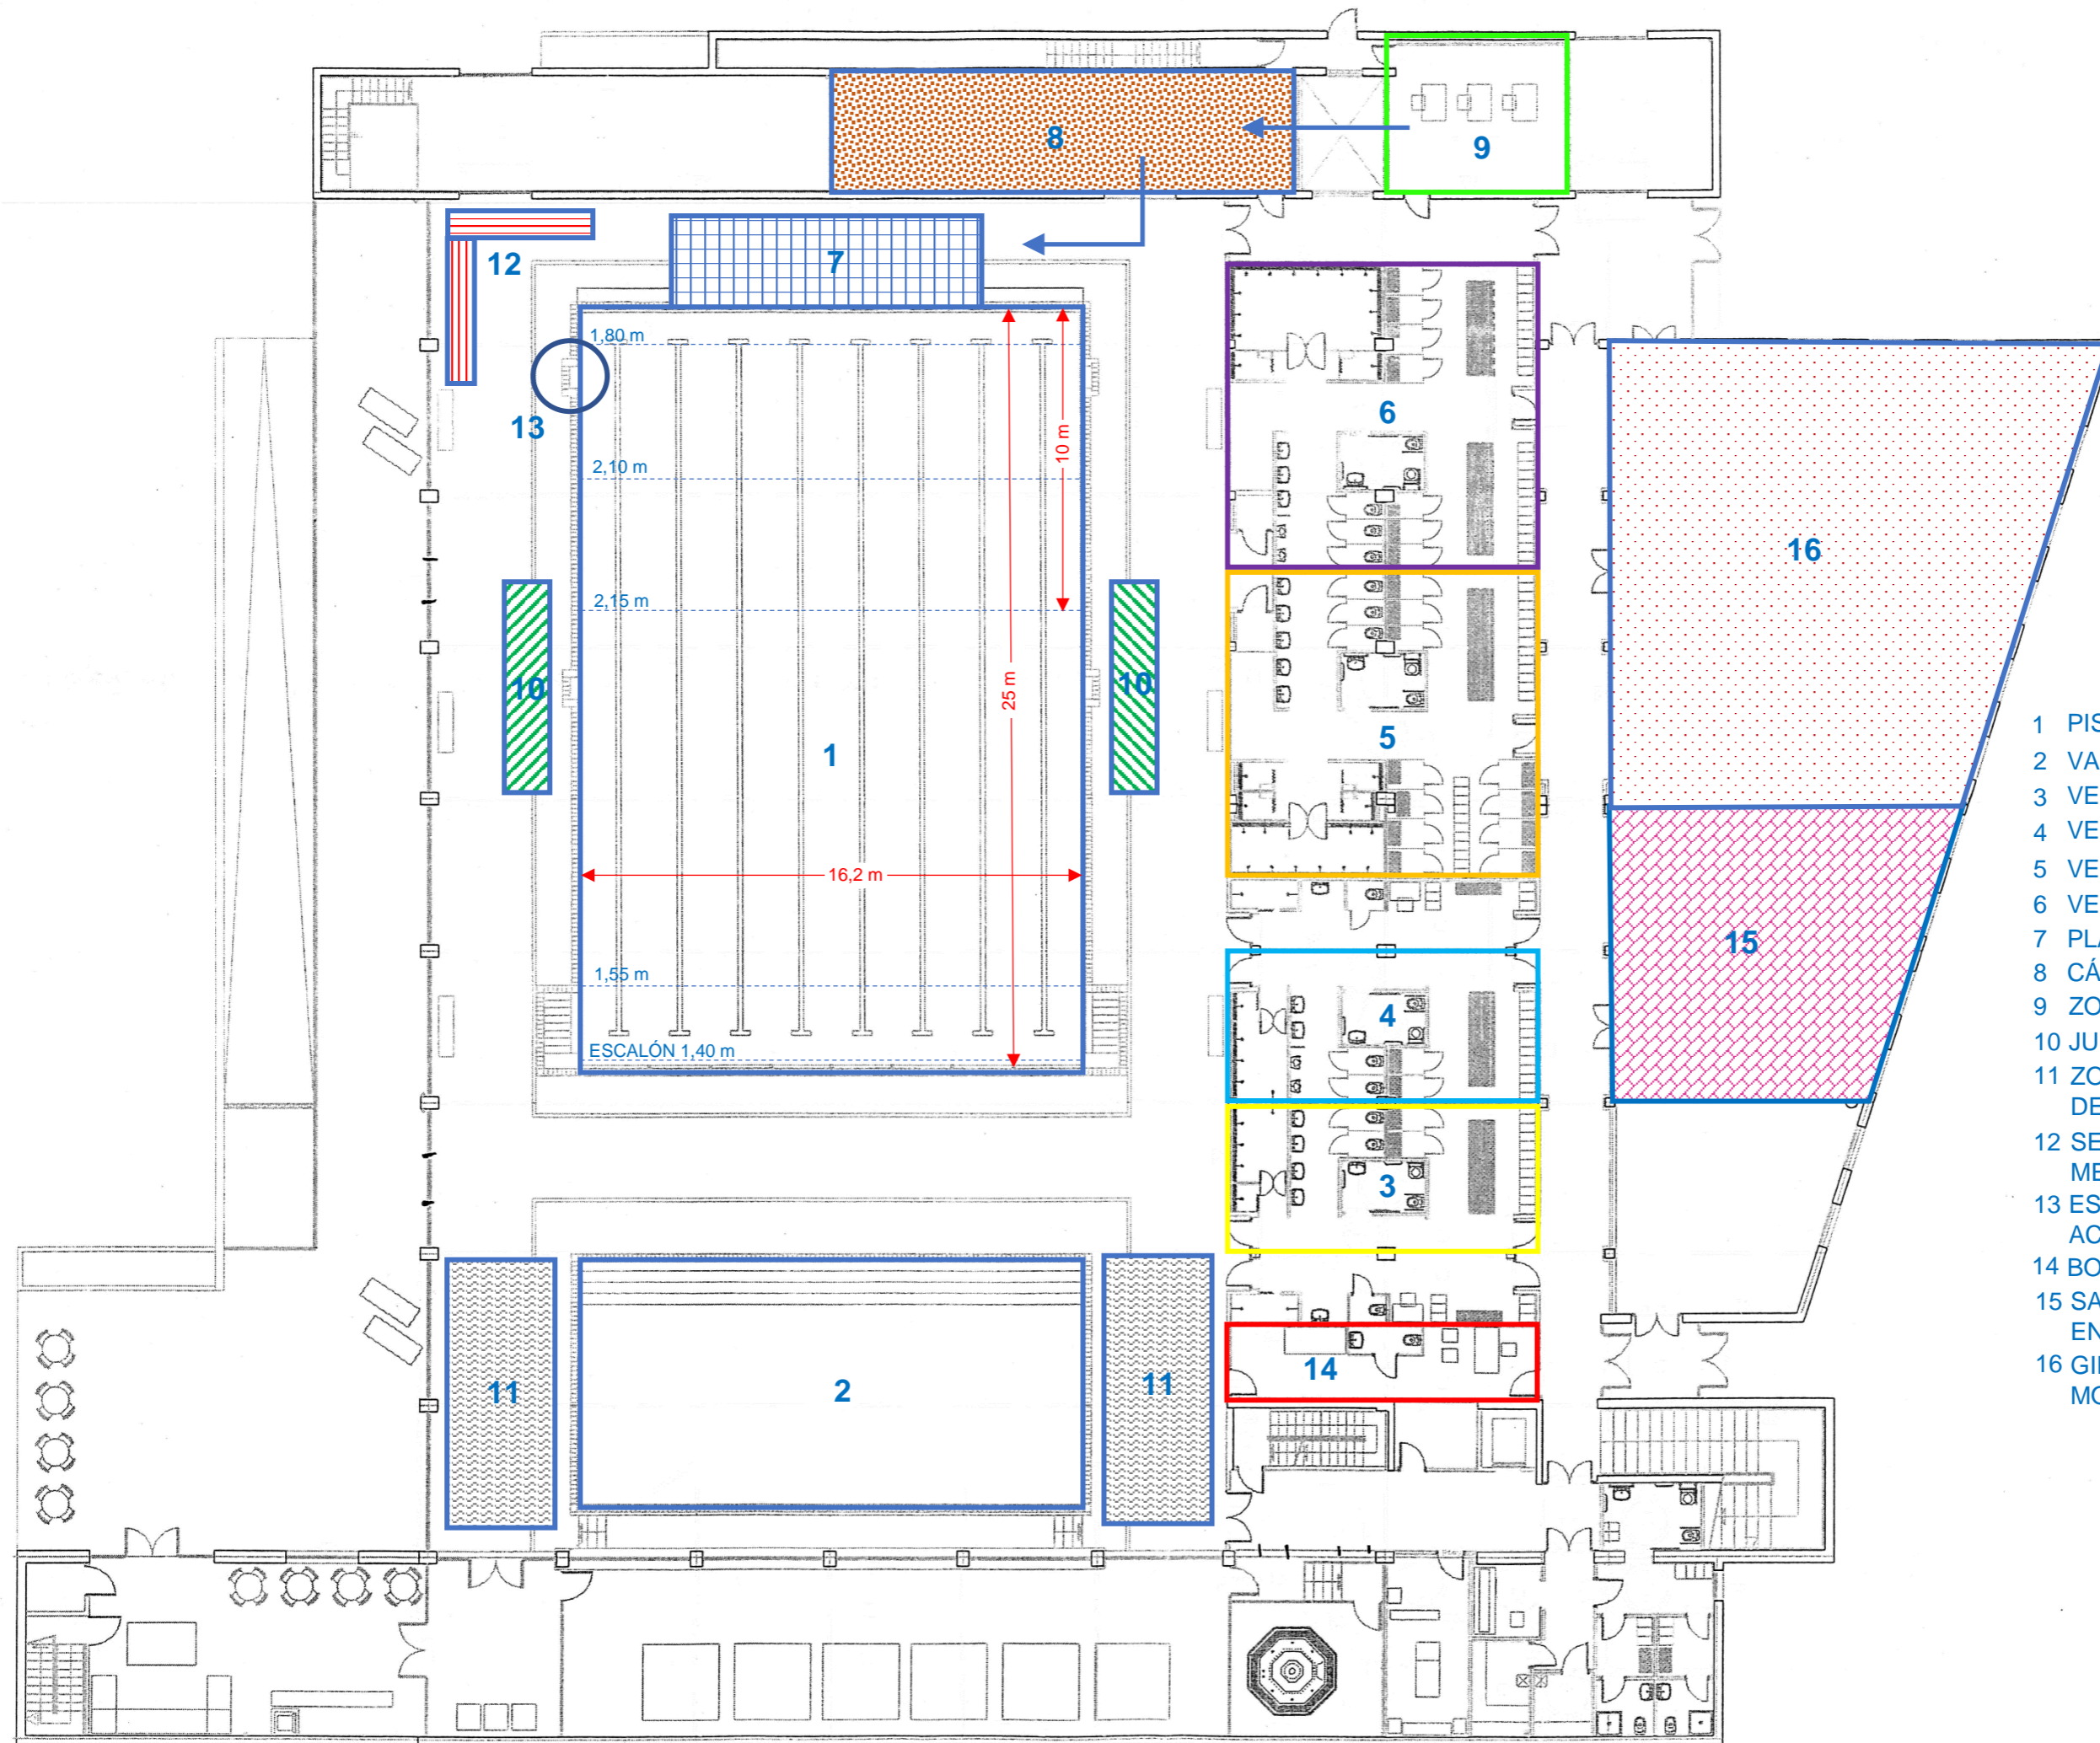 8
9
12
7
1,80 m
13
6
10 m
2,10 m
16
2,15 m
10
10
25 m
5
1
16,2 m
15
1,55 m
4
ESCALÓN 1,40 m
3
14
11
2
11
1 PIS
2 VA
3 VE
4 VE
5 VE
6 VE
7 PLA
8 CÁ
9 ZO
10 JU
11 ZO
DE
12 SE
ME
13 ES
AC
14 BO
15 SA
EN
16 GI
MO